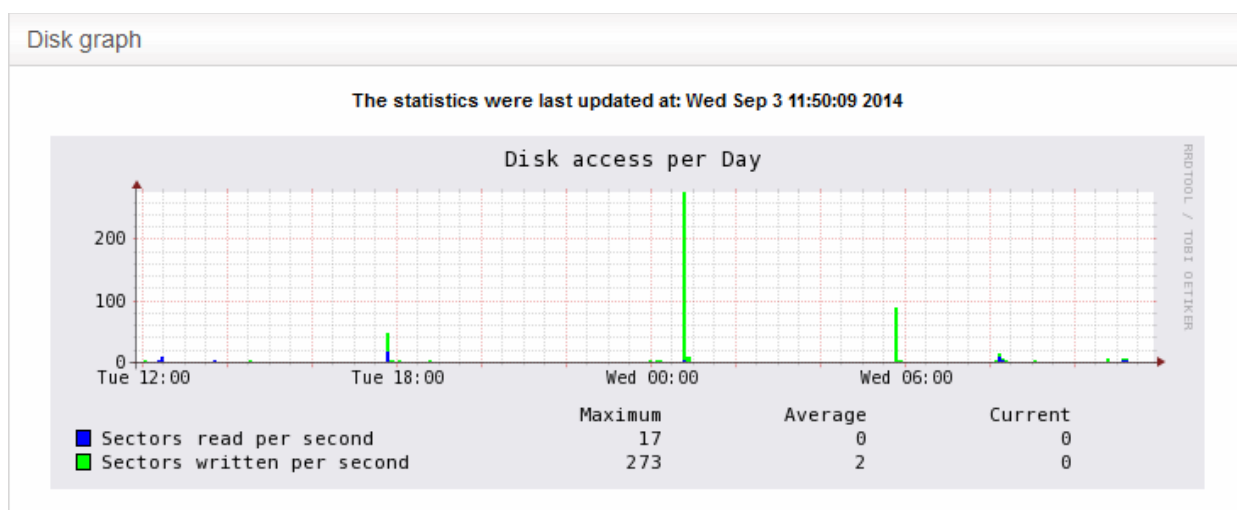 Disk graph
The statistics were last updated at: Wed Sep 3 11:50:09 2014
Disk access per Day
RRDTOOL / TOBI OETIKER
200
100
0
Tue 12:00 Tue 18:00 Wed 00:00 Wed 06:00
Maximum Average Current
Sectors read per second 17 0 0
Sectors written per second 273 2 0